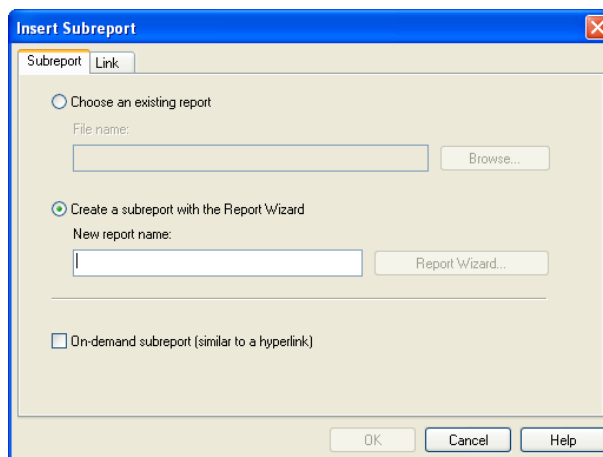 Insert Subreport
Subreport Link
Choose an existing report
File name:
Browse...
Create a subreport with the Report Wizard
New report name:
Report Wizard...
On-demand subreport (similar to a hyperlink)
OK Cancel Help